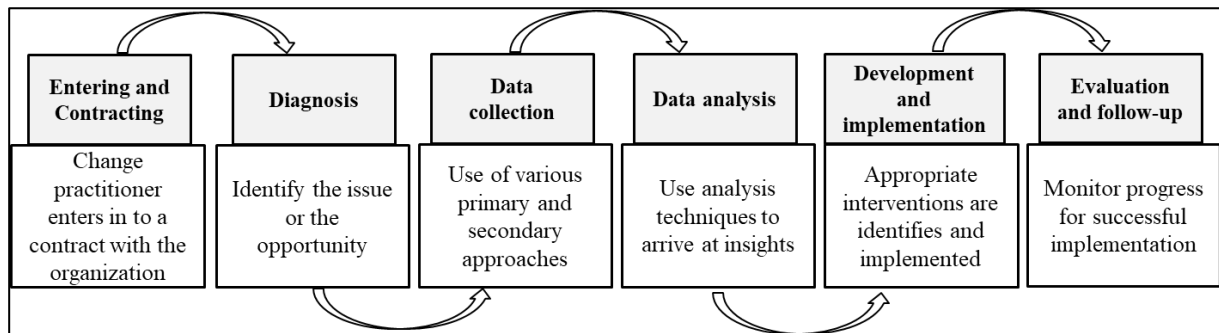 Entering and
Contracting
Change
practitioner
enters in to a
contract with the
organization
Diagnosis
Identify the issue
or the
opportunity
Data
collection
Use of various
primary and
secondary
approaches
Data analysis
Use analysis
techniques to
arrive at insights
Development
and
implementation
Appropriate
interventions are
identifies and
implemented
Evaluation
and follow-up
Monitor progress
for successful
implementation